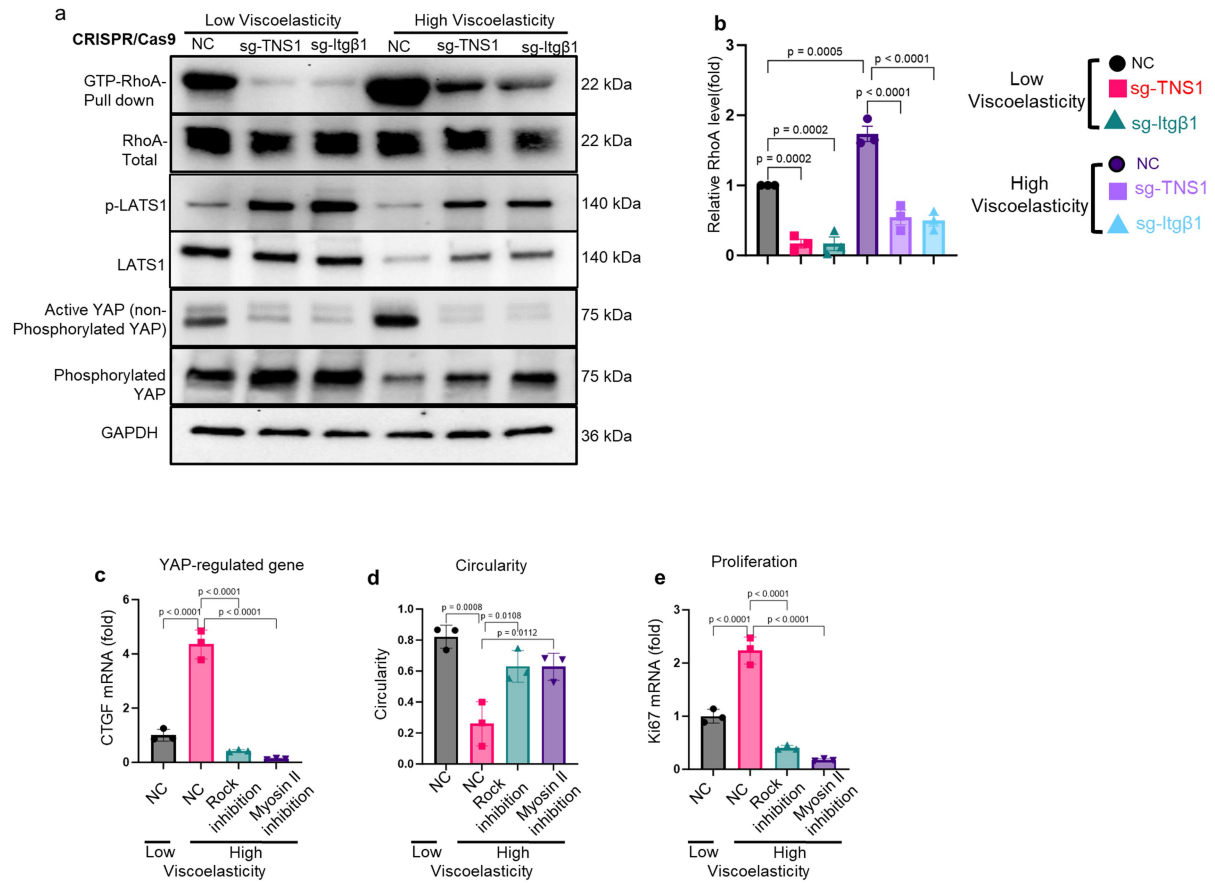 a
Low Viscoelasticity
High Viscoelasticity
CRISPR/Cas9
NC
sg-TNS1
sg-Itgβ1
NC
sg-TNS1
sg-Itgβ1
GTP-RhoA-
Pull down
22 kDa
RhoA-
Total
22 kDa
p-LATS1
140 kDa
LATS1
140 kDa
Active YAP (non-
Phosphorylated YAP)
75 kDa
Phosphorylated
YAP
75 kDa
GAPDH
36 kDa
b
Relative RhoA level(fold)
3
2
1
0
p = 0.0005
p < 0.0001
p < 0.0001
p = 0.0002
p = 0.0002
Low
Viscoelasticity
NC
sg-TNS1
sg-Itgβ1
High
Viscoelasticity
NC
sg-TNS1
sg-Itgβ1
c
YAP-regulated gene
CTGF mRNA (fold)
6
4
2
0
p < 0.0001
p < 0.0001
p < 0.0001
NC
NC
Rock
inhibition
Myosin II
inhibition
Low
High
Viscoelasticity
d
Circularity
Circularity
1.0
0.8
0.6
0.4
0.2
0.0
p = 0.0008
p = 0.0108
p = 0.0112
NC
NC
Rock
inhibition
Myosin II
inhibition
Low
High
Viscoelasticity
e
Proliferation
Ki67 mRNA (fold)
3
2
1
0
p < 0.0001
p < 0.0001
p < 0.0001
NC
NC
Rock
inhibition
Myosin II
inhibition
Low
High
Viscoelasticity